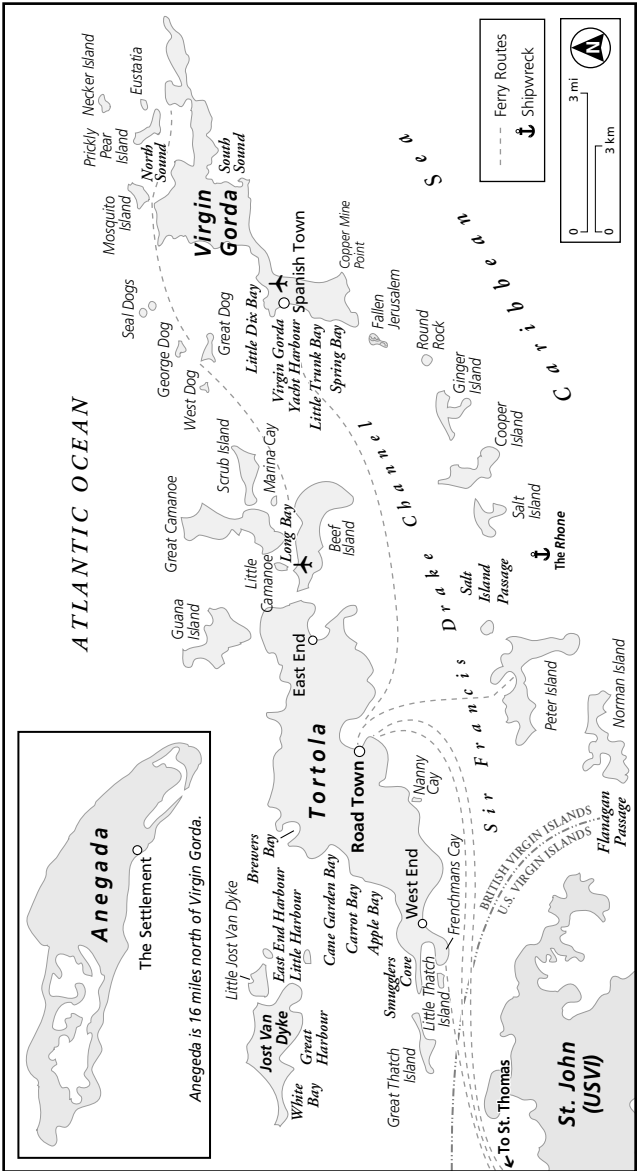 ATLANTIC OCEAN
Anegada
The Settlement
Anegeda is 16 miles north of Virgin Gorda.
Ferry Routes
Shipwreck
N
0
3 mi
0
3 km
Necker Island
Eustatia
Prickly
Pear
Island
North
Sound
Mosquito
Island
South
Sound
Virgin
Gorda
Seal Dogs
George Dog
Great Dog
West Dog
Little Dix Bay
Virgin Gorda
Yacht Harbour
Spanish Town
Little Trunk Bay
Spring Bay
Copper Mine
Point
Fallen
Jerusalem
Round
Rock
Ginger
Island
Cooper
Island
Salt
Island
The Rhone
Salt
Island
Passage
Caribbean Sea
Sir Francis Drake Channel
Great Camanoe
Scrub Island
Marina Cay
Little
Camanoe
Long Bay
Beef
Island
Guana
Island
East End
Tortola
Road Town
Nanny
Cay
Brewers
Bay
Cane Garden Bay
Carrot Bay
Apple Bay
West End
Smugglers
Cove
Frenchmans Cay
Little Thatch
Island
Great Thatch
Island
Little Jost Van Dyke
East End Harbour
Little Harbour
Jost Van
Dyke
Great
Harbour
White
Bay
Peter Island
Norman Island
Flanagan
Passage
BRITISH VIRGIN ISLANDS
U.S. VIRGIN ISLANDS
To St. Thomas
St. John
(USVI)